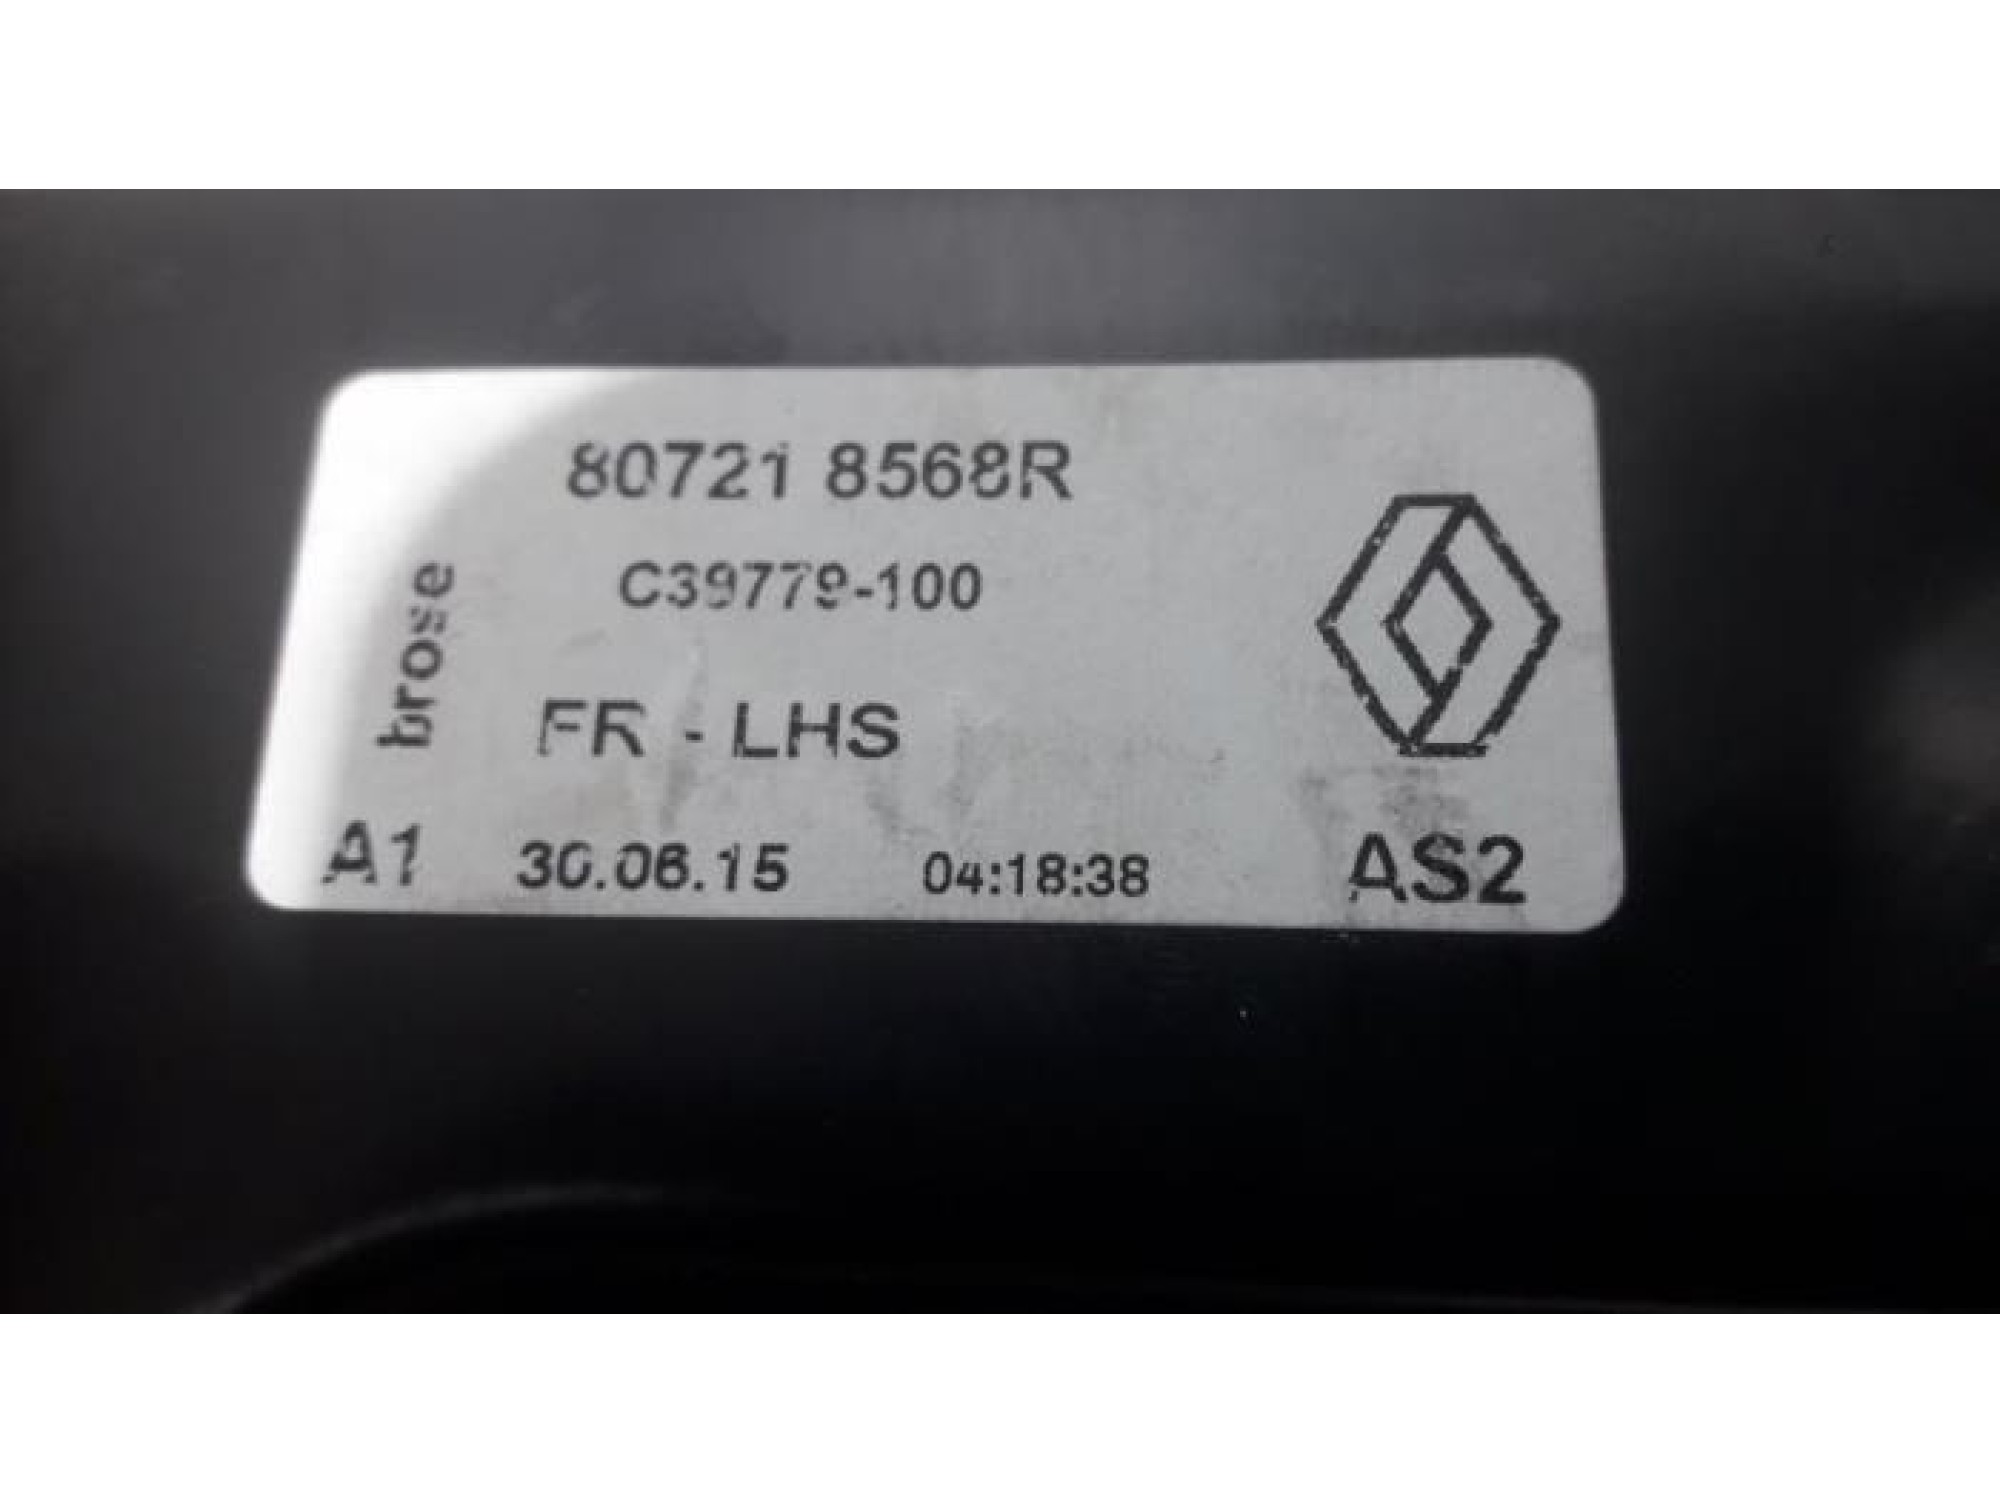 80721 8568R
C39779-100
brose
FR - LHS
A1 30.06.15 04:18:38 AS2